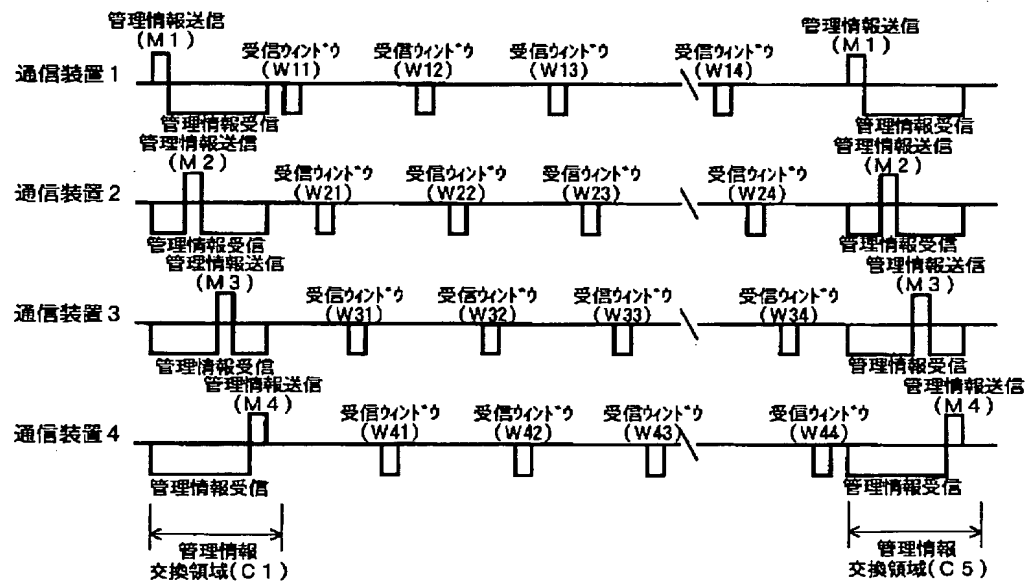 管理情報送信
(M1)
受信ウィンドウ
(W11)
受信ウィンドウ
(W12)
受信ウィンドウ
(W13)
受信ウィンドウ
(W14)
管理情報送信
(M1)
通信装置1
管理情報受信
管理情報受信
管理情報送信
(M2)
受信ウィンドウ
(W21)
受信ウィンドウ
(W22)
受信ウィンドウ
(W23)
受信ウィンドウ
(W24)
管理情報送信
(M2)
通信装置2
管理情報受信
管理情報受信
管理情報送信
(M3)
受信ウィンドウ
(W31)
受信ウィンドウ
(W32)
受信ウィンドウ
(W33)
受信ウィンドウ
(W34)
管理情報送信
(M3)
通信装置3
管理情報受信
管理情報受信
管理情報送信
(M4)
受信ウィンドウ
(W41)
受信ウィンドウ
(W42)
受信ウィンドウ
(W43)
受信ウィンドウ
(W44)
管理情報送信
(M4)
通信装置4
管理情報受信
管理情報受信
管理情報
交換領域(C1)
管理情報
交換領域(C5)